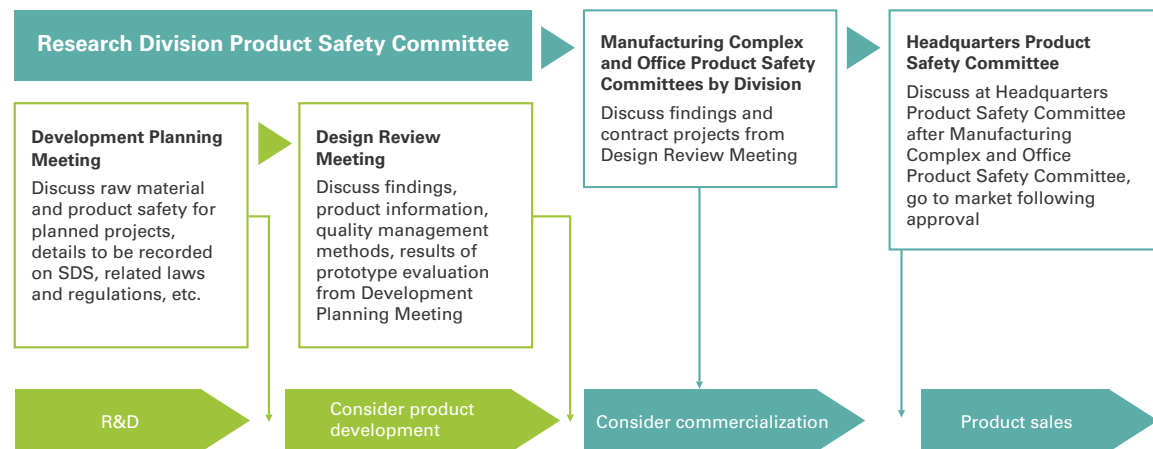 Research Division Product Safety Committee
Development Planning
Meeting
Discuss raw material
and product safety for
planned projects,
details to be recorded
on SDS, related laws
and regulations, etc.
Design Review
Meeting
Discuss findings,
product information,
quality management
methods, results of
prototype evaluation
from Development
Planning Meeting
Manufacturing Complex
and Office Product Safety
Committees by Division
Discuss findings and
contract projects from
Design Review Meeting
Headquarters Product
Safety Committee
Discuss at Headquarters
Product Safety Committee
after Manufacturing
Complex and Office
Product Safety Committee,
go to market following
approval
R&D
Consider product
development
Consider commercialization
Product sales